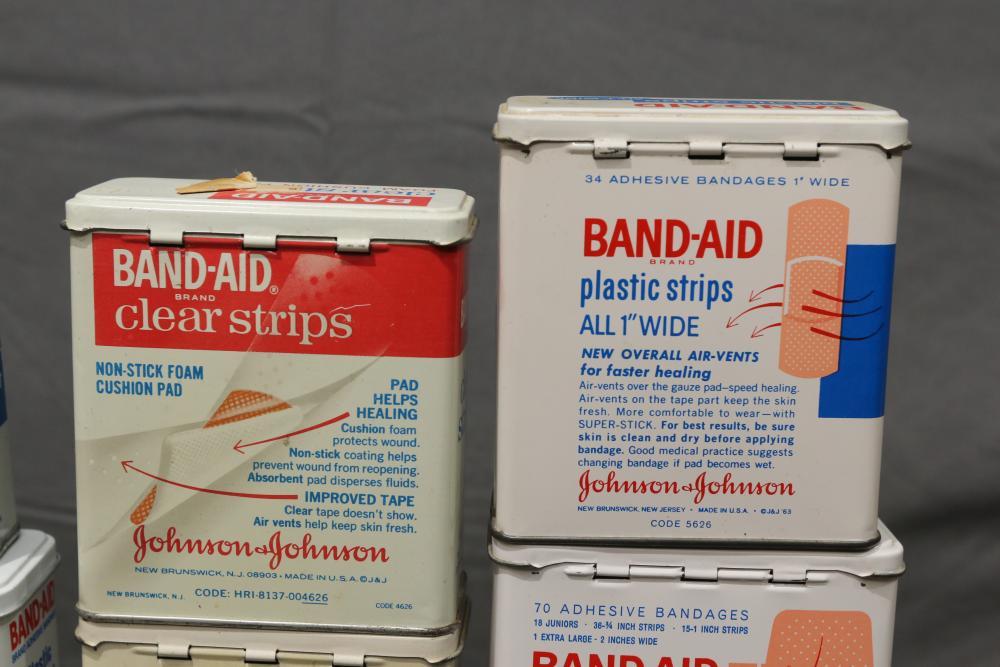 BAND-AID
BAND-AID®
BRAND
clear strips
NON-STICK FOAM
CUSHION PAD
PAD
HELPS
HEALING
Cushion foam
protects wound.
Non-stick coating helps
prevent wound from reopening.
Absorbent pad disperses fluids.
IMPROVED TAPE
Clear tape doesn't show.
Air vents help keep skin fresh.
Johnson & Johnson
NEW BRUNSWICK, N.J. 08903 • MADE IN U.S.A. © J & J
NEW BRUNSWICK, N.J.
CODE: HRI-8137-004626
CODE 4626
BAND-AID
34 ADHESIVE BANDAGES 1" WIDE
BAND-AID
BRAND
plastic strips
ALL 1" WIDE
NEW OVERALL AIR-VENTS
for faster healing
Air-vents over the gauze pad—speed healing.
Air-vents on the tape part keep the skin
fresh. More comfortable to wear—with
SUPER-STICK. For best results, be sure
skin is clean and dry before applying
bandage. Good medical practice suggests
changing bandage if pad becomes wet.
Johnson & Johnson
NEW BRUNSWICK, NEW JERSEY • MADE IN U.S.A. • © J&J '63
CODE 5626
70 ADHESIVE BANDAGES
18 JUNIORS · 36-¾ INCH STRIPS · 15-1 INCH STRIPS
1 EXTRA LARGE - 2 INCHES WIDE
BAND-AID
BAND-AID